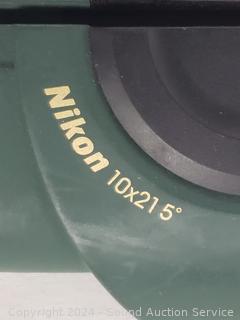 Nikon 10x21 5°
Copyright 2024 - Sound Auction Service